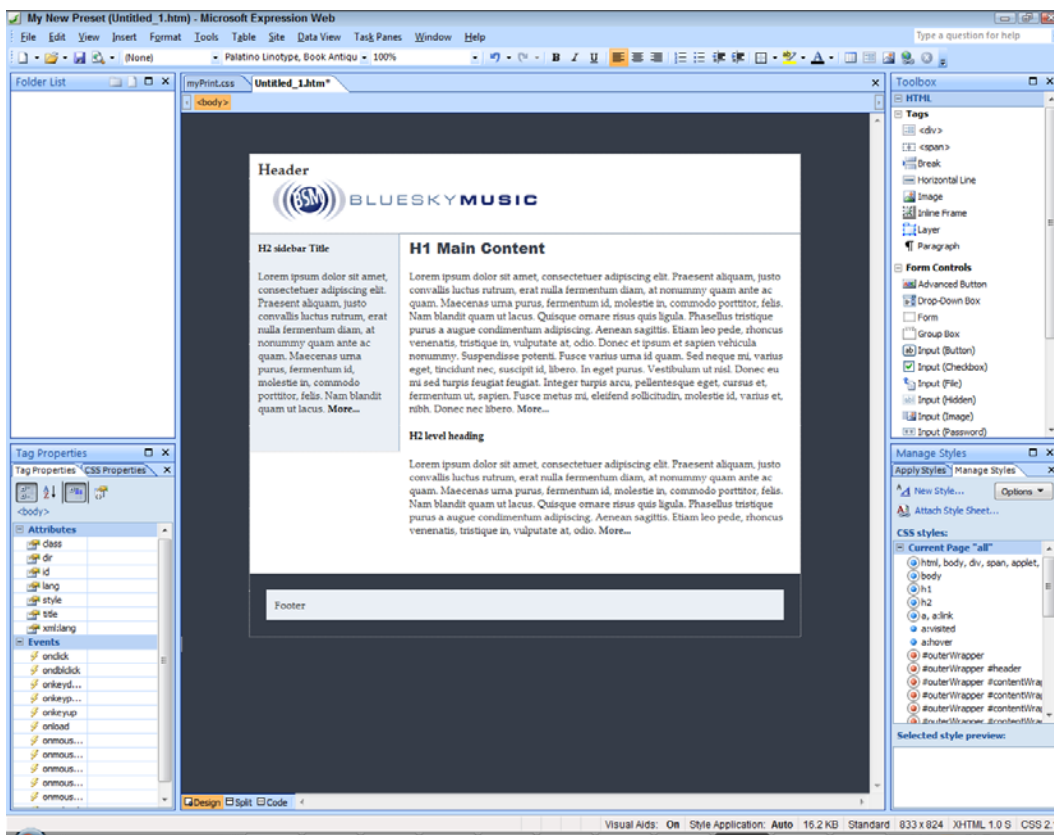 My New Preset (Untitled_1.htm) - Microsoft Expression Web
File Edit View Insert Format Tools Table Site Data View Task Panes Window Help
Type a question for help
(None) Palatino Linotype, Book Antiqu 100% B I U A
Folder List
myPrint.css Untitled_1.htm*
<body>
Header
BSM BLUESKYMUSIC
H2 sidebar Title
Lorem ipsum dolor sit amet,
consectetuer adipiscing elit.
Praesent aliquam, justo
convallis luctus rutrum, erat
nulla fermentum diam, at
nonummy quam ante ac
quam. Maecenas urna
purus, fermentum id,
molestie in, commodo
porttitor, felis. Nam blandit
quam ut lacus. More...
H1 Main Content
Lorem ipsum dolor sit amet, consectetuer adipiscing elit. Praesent aliquam, justo
convallis luctus rutrum, erat nulla fermentum diam, at nonummy quam ante ac
quam. Maecenas urna purus, fermentum id, molestie in, commodo porttitor, felis.
Nam blandit quam ut lacus. Quisque ornare risus quis ligula. Phasellus tristique
purus a augue condimentum adipiscing. Aenean sagittis. Etiam leo pede, rhoncus
venenatis, tristique in, vulputate at, odio. Donec et ipsum et sapien vehicula
nonummy. Suspendisse potenti. Fusce varius urna id quam. Sed neque mi, varius
eget, tincidunt nec, suscipit id, libero. In eget purus. Vestibulum ut nisl. Donec eu
mi sed turpis feugiat feugiat. Integer turpis arcu, pellentesque eget, cursus et,
fermentum ut, sapien. Fusce metus mi, eleifend sollicitudin, molestie id, varius et,
nibh. Donec nec libero. More...
H2 level heading
Lorem ipsum dolor sit amet, consectetuer adipiscing elit. Praesent aliquam, justo
convallis luctus rutrum, erat nulla fermentum diam, at nonummy quam ante ac
quam. Maecenas urna purus, fermentum id, molestie in, commodo porttitor, felis.
Nam blandit quam ut lacus. Quisque ornare risus quis ligula. Phasellus tristique
purus a augue condimentum adipiscing. Aenean sagittis. Etiam leo pede, rhoncus
venenatis, tristique in, vulputate at, odio. More...
Footer
Design Split Code
Tag Properties
Tag Properties CSS Properties
<body>
Attributes
class
dir
id
lang
style
title
xml:lang
Events
onclick
ondblclick
onkeyd...
onkeyp...
onkeyup
onload
onmous...
onmous...
onmous...
onmous...
onmous...
Toolbox
HTML
Tags
<div>
<span>
Break
Horizontal Line
Image
Inline Frame
Layer
Paragraph
Form Controls
Advanced Button
Drop-Down Box
Form
Group Box
Input (Button)
Input (Checkbox)
Input (File)
Input (Hidden)
Input (Image)
Input (Password)
Manage Styles
Apply Styles Manage Styles
New Style... Options
Attach Style Sheet...
CSS styles:
Current Page "all"
html, body, div, span, applet,
body
h1
h2
a, a:link
a:visited
a:hover
#outerWrapper
#outerWrapper #header
#outerWrapper #contentWra
#outerWrapper #contentWra
#outerWrapper #contentWra
#outerWrapper #contentWra
Selected style preview:
Visual Aids: On Style Application: Auto 16.2 KB Standard 833 x 824 XHTML 1.0 S CSS 2.